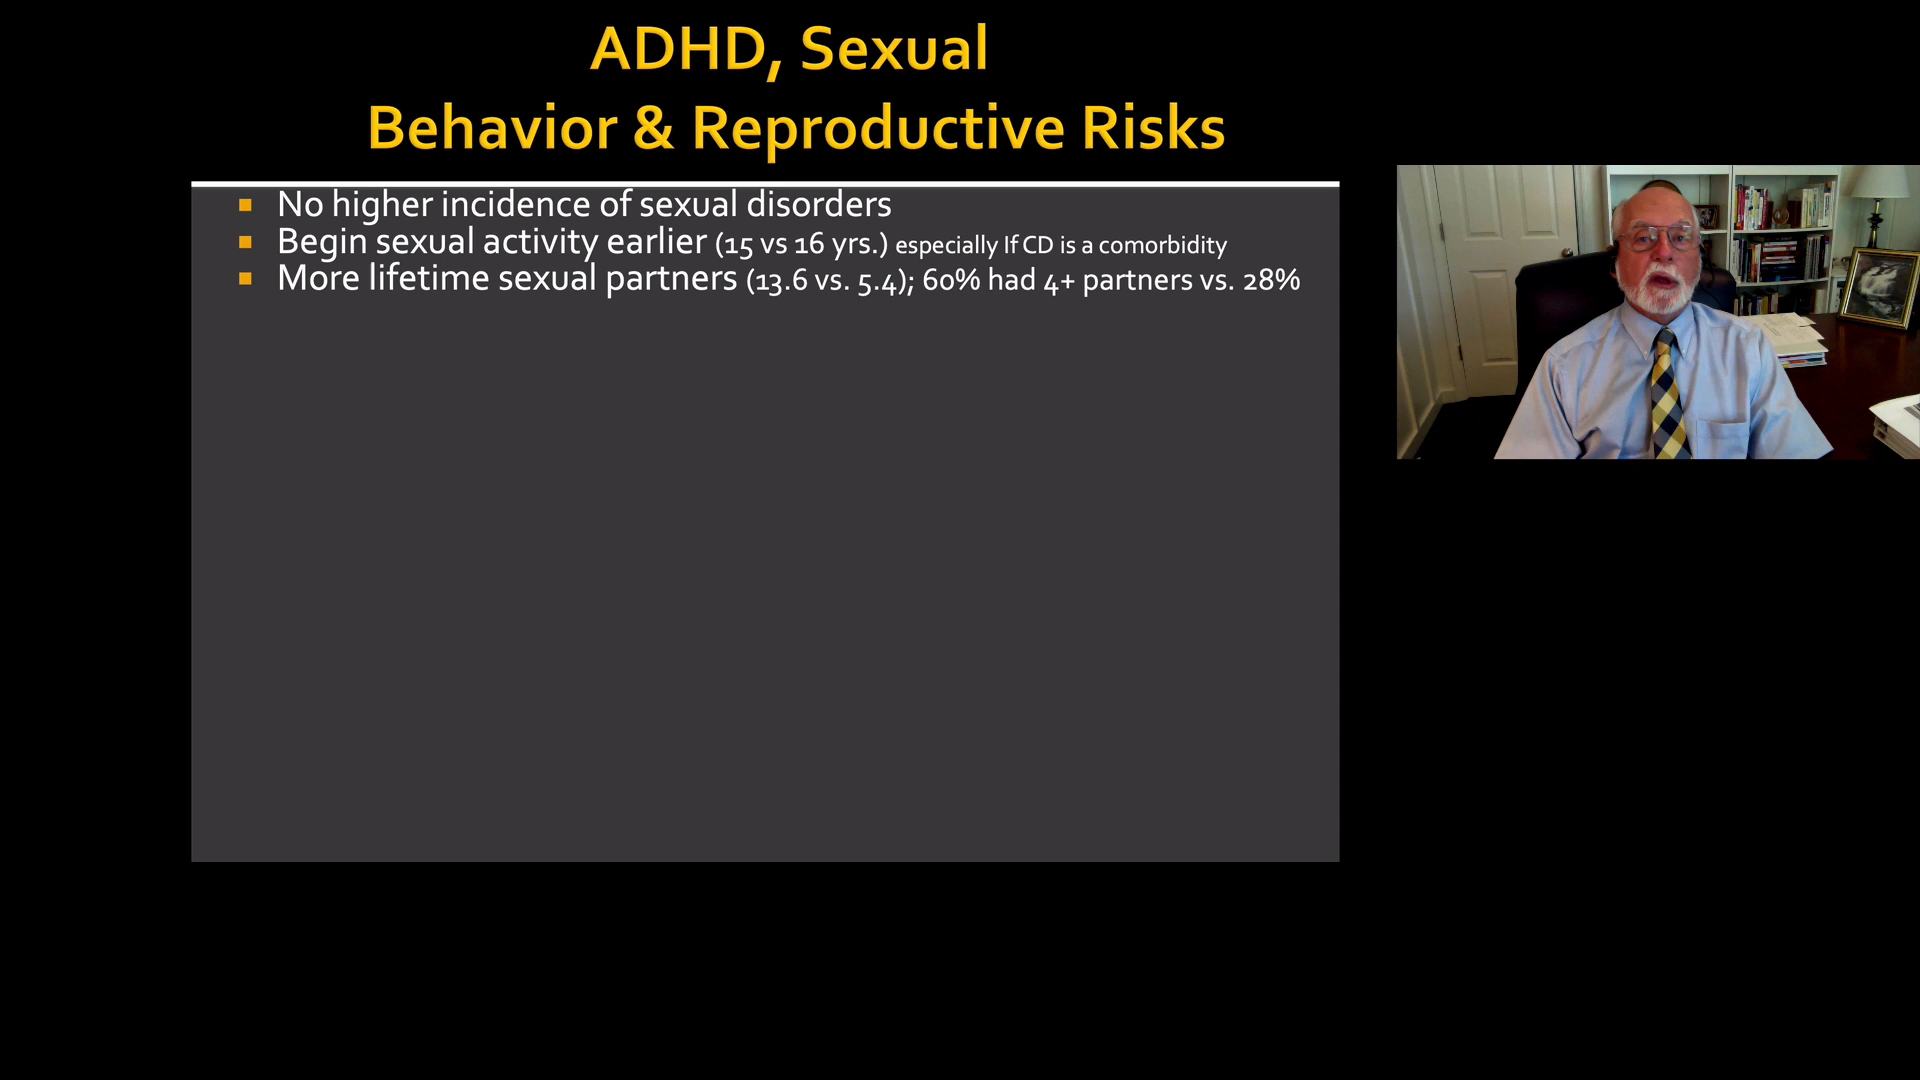 ADHD, Sexual
Behavior & Reproductive Risks
No higher incidence of sexual disorders
Begin sexual activity earlier (15 vs 16 yrs.) especially If CD is a comorbidity
More lifetime sexual partners (13.6 vs. 5.4); 60% had 4+ partners vs. 28%